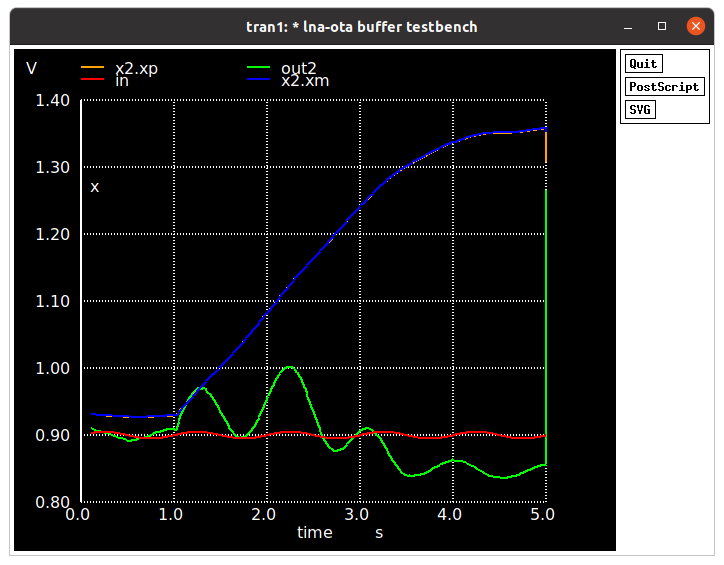 tran1: * lna-ota buffer testbench
Quit
PostScript
SVG
V
x2.xp
out2
in
x2.xm
1.40
1.30
x
1.20
1.10
1.00
0.90
0.80
0.0 1.0 2.0 3.0 4.0 5.0
time s